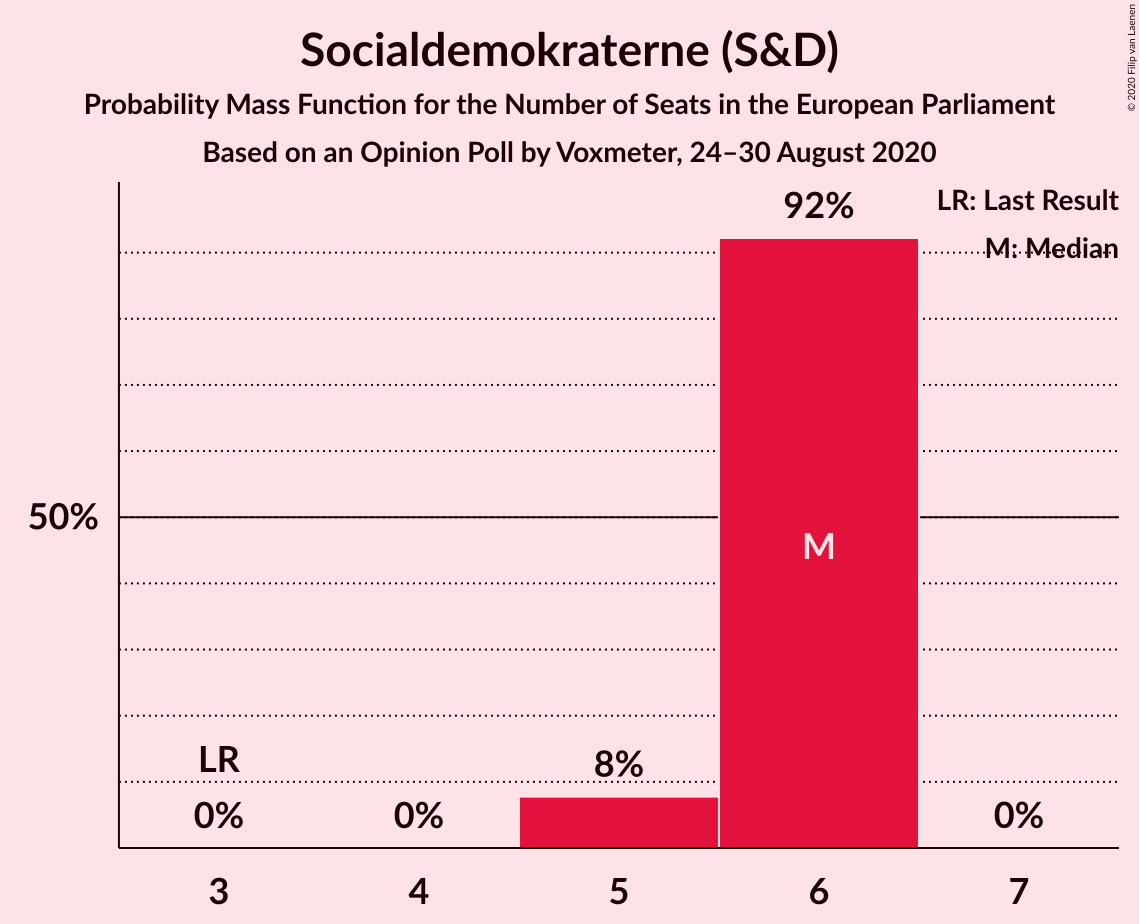 Socialdemokraterne (S&D)
Probability Mass Function for the Number of Seats in the European Parliament
Based on an Opinion Poll by Voxmeter, 24–30 August 2020
© 2020 Filip van Laenen
LR: Last Result
M: Median
92%
50%
M
LR
8%
0%
0%
0%
3
4
5
6
7